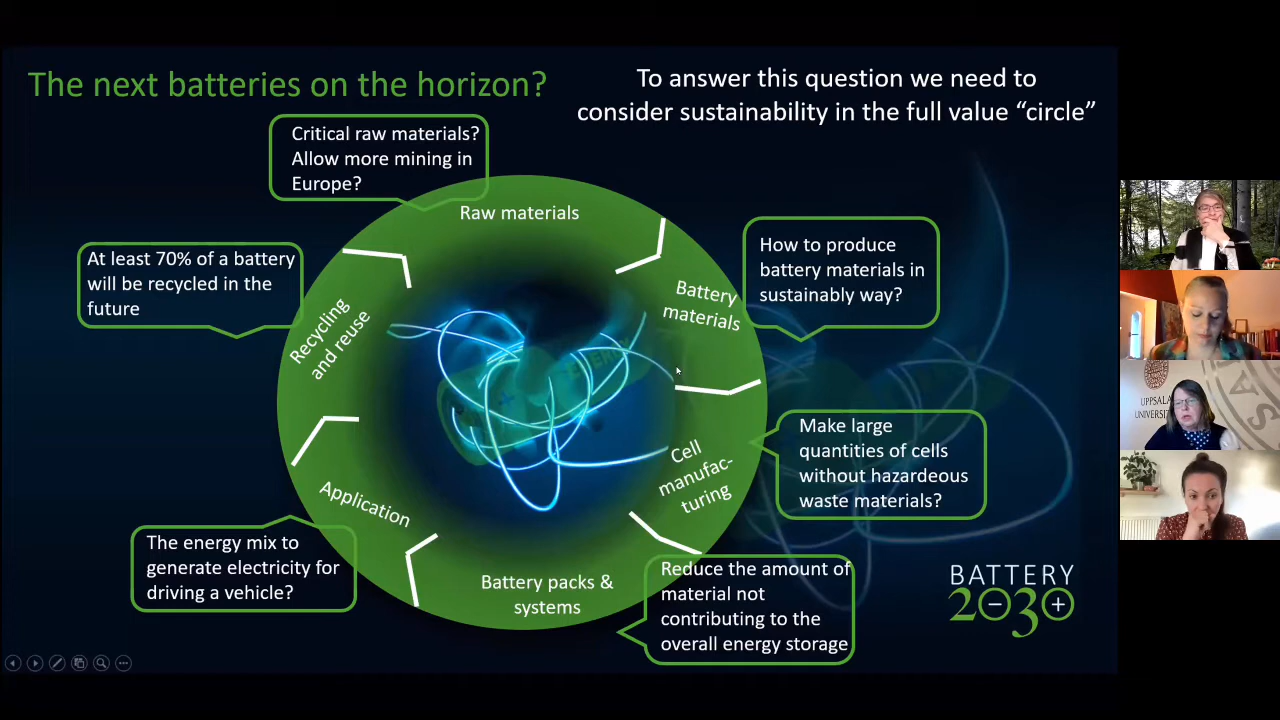 The next batteries on the horizon?
To answer this question we need to
consider sustainability in the full value “circle”
Critical raw materials?
Allow more mining in
Europe?
Raw materials
How to produce
battery materials in
sustainably way?
Battery
materials
Make large
quantities of cells
without hazardeous
waste materials?
Cell
manufac-
turing
Reduce the amount of
material not
contributing to the
overall energy storage
Battery packs &
systems
The energy mix to
generate electricity for
driving a vehicle?
Application
At least 70% of a battery
will be recycled in the
future
Recycling
and reuse
BATTERY
2030
UPPSALA